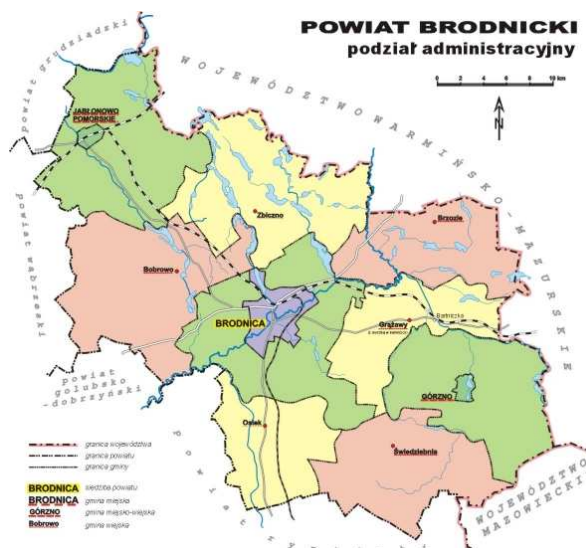 POWIAT BRODNICKI
podział administracyjny
0 2 4 6 8 10 km
N
Powiat grudziądzki
WOJEWÓDZTWO WARMIŃSKO-MAZURSKIE
JABŁONOWO
POMORSKIE
Zbiczno
Brzozie
Bobrowo
BRODNICA
Grążawy
Bartniczka
Powiat
golubsko-
dobrzyński
GÓRZNO
Osiek
Świedziebnia
WOJEWÓDZTWO
MAZOWIECKIE
granica województwa
granica powiatu
granica gminy
BRODNICA siedziba powiatu
BRODNICA gmina miejska
GÓRZNO gmina miejsko-wiejska
Bobrowo gmina wiejska